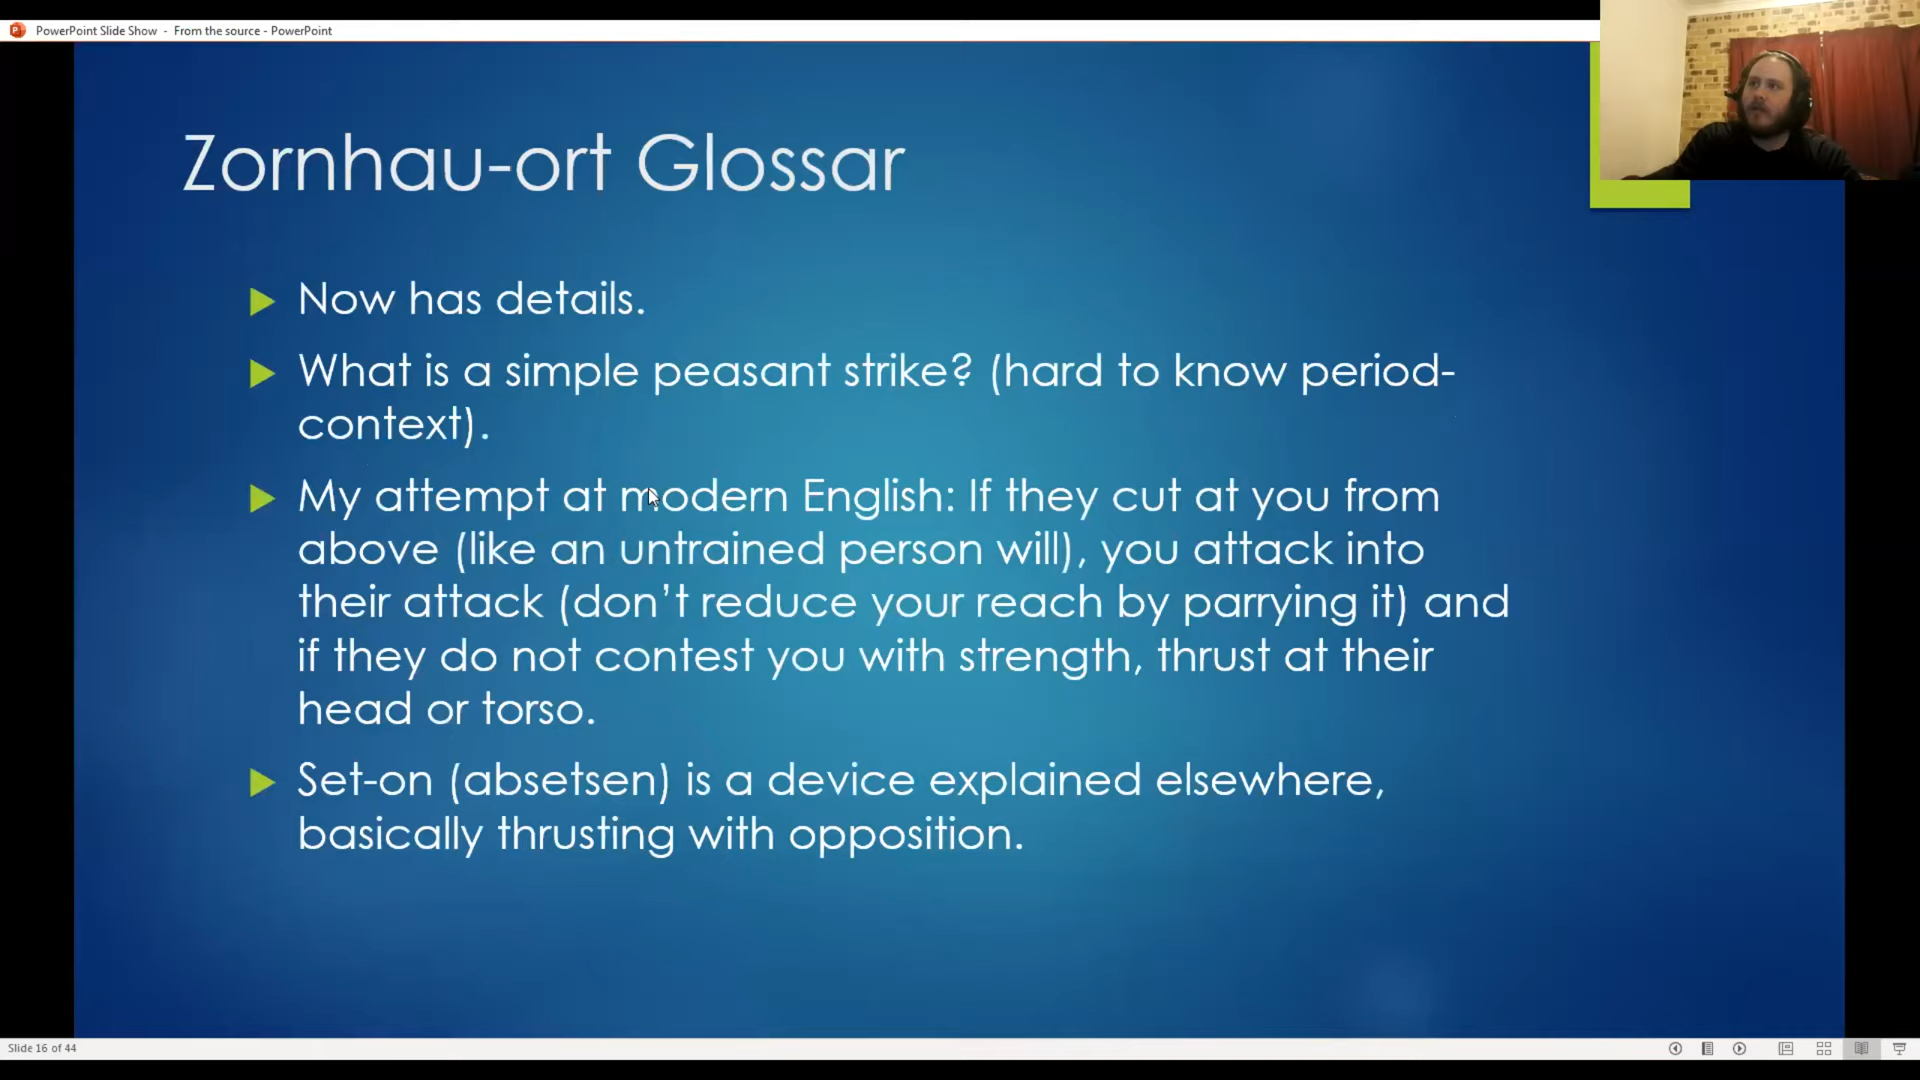 PowerPoint Slide Show - From the source - PowerPoint
Zornhau-ort Glossar
Now has details.
What is a simple peasant strike? (hard to know period-
context).
My attempt at modern English: If they cut at you from
above (like an untrained person will), you attack into
their attack (don't reduce your reach by parrying it) and
if they do not contest you with strength, thrust at their
head or torso.
Set-on (absetsen) is a device explained elsewhere,
basically thrusting with opposition.
Slide 16 of 44